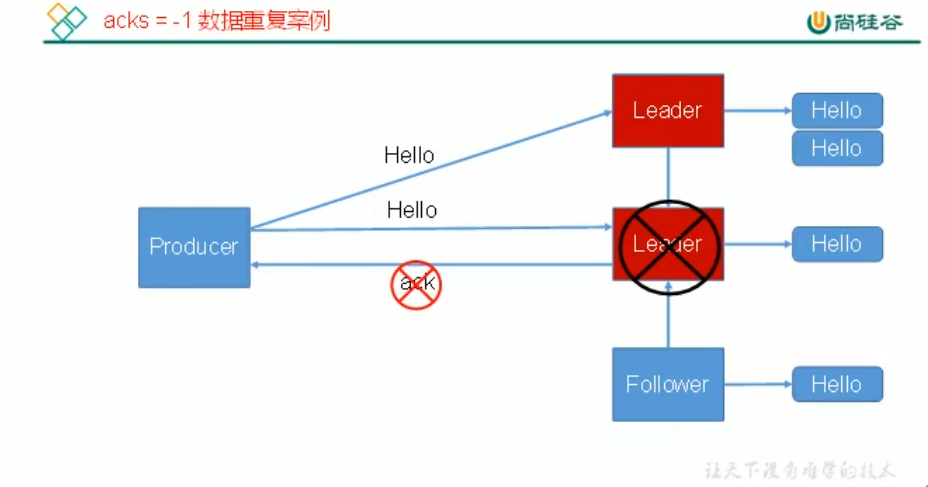 acks = -1 数据重复案例
尚硅谷
Leader
Hello
Hello
Hello
Hello
Producer
Leader
Hello
ack
Follower
Hello
让天下没有难学的技术